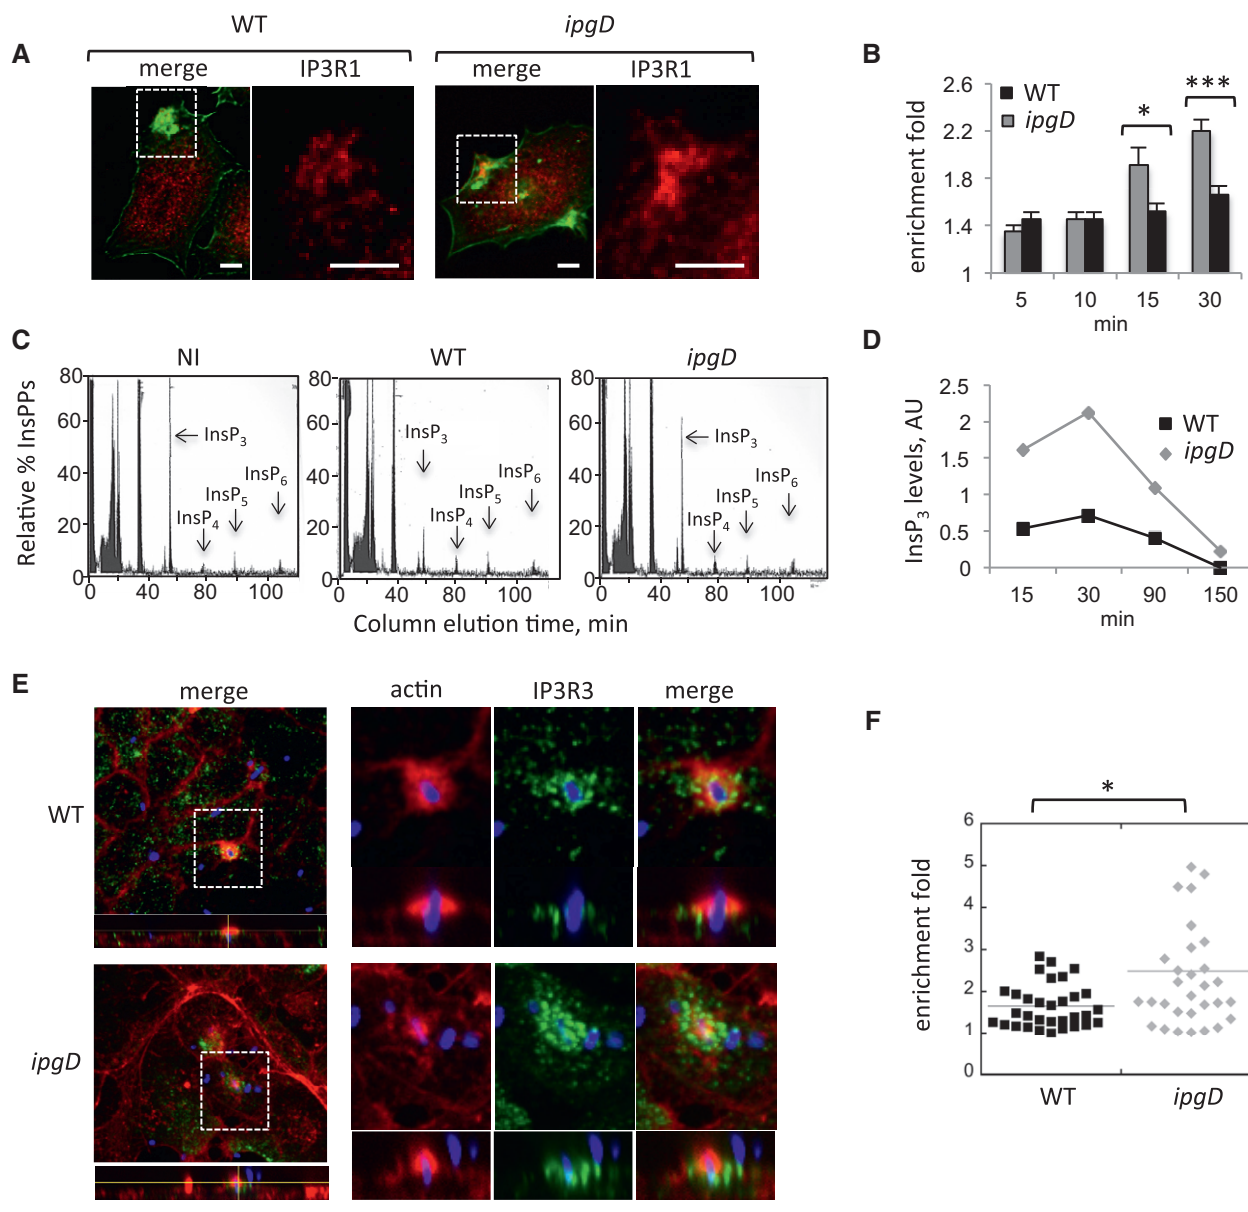 A
WT
ipgD
merge
IP3R1
merge
IP3R1
B
enrichment fold
2.6
2.2
1.8
1.4
1
WT
ipgD
*
***
5 10 15 30
min
C
NI
WT
ipgD
Relative % InsPPs
80
60
40
20
0
InsP3
InsP4
InsP5
InsP6
0 40 80 100
80
60
40
20
0
InsP3
InsP4
InsP5
InsP6
0 40 80 100
80
60
40
20
0
InsP3
InsP4
InsP5
InsP6
0 40 80 100
Column elution time, min
D
InsP3 levels, AU
2.5
2
1.5
1
0.5
0
WT
ipgD
15 30 90 150
min
E
merge
actin
IP3R3
merge
WT
ipgD
F
*
enrichment fold
6
5
4
3
2
1
0
WT
ipgD